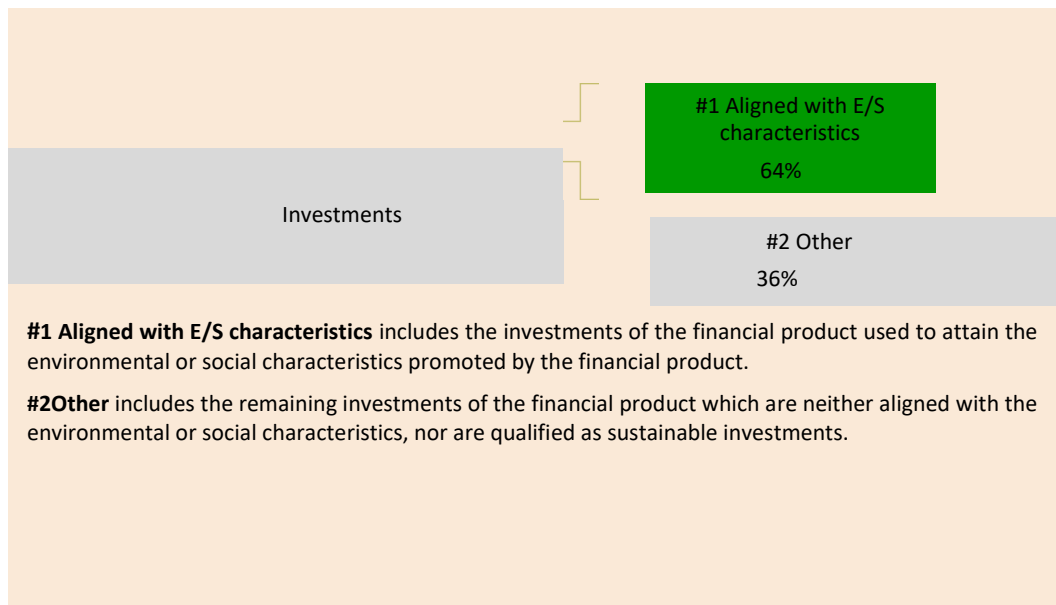 #1 Aligned with E/S
characteristics
64%
Investments
#2 Other
36%
#1 Aligned with E/S characteristics includes the investments of the financial product used to attain the
environmental or social characteristics promoted by the financial product.
#2Other includes the remaining investments of the financial product which are neither aligned with the
environmental or social characteristics, nor are qualified as sustainable investments.